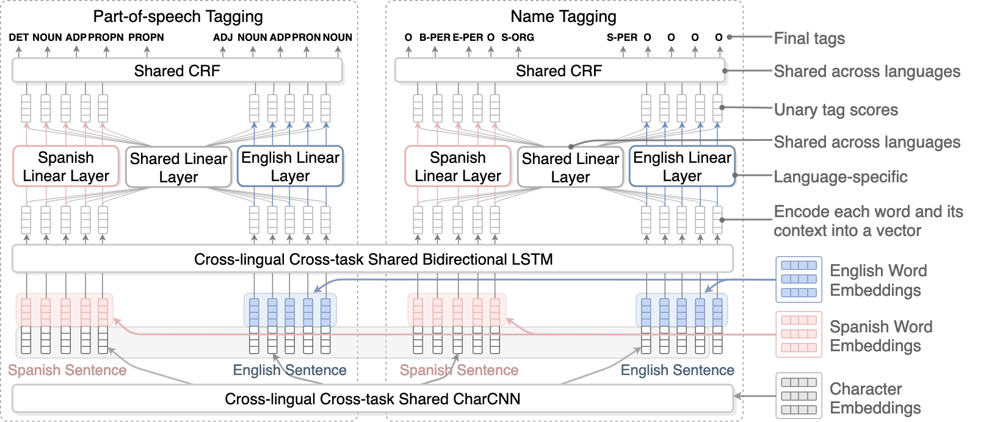 Part-of-speech Tagging
Name Tagging
DET NOUN ADP PROPN PROPN ADJ NOUN ADP PRON NOUN
O B-PER E-PER O S-ORG S-PER O O O O
Final tags
Shared CRF
Shared CRF
Shared across languages
Unary tag scores
Shared across languages
Spanish
Linear Layer
Shared Linear
Layer
English Linear
Layer
Spanish
Linear Layer
Shared Linear
Layer
English Linear
Layer
Language-specific
Encode each word and its
context into a vector
Cross-lingual Cross-task Shared Bidirectional LSTM
English Word
Embeddings
Spanish Word
Embeddings
Spanish Sentence
English Sentence
Spanish Sentence
English Sentence
Cross-lingual Cross-task Shared CharCNN
Character
Embeddings